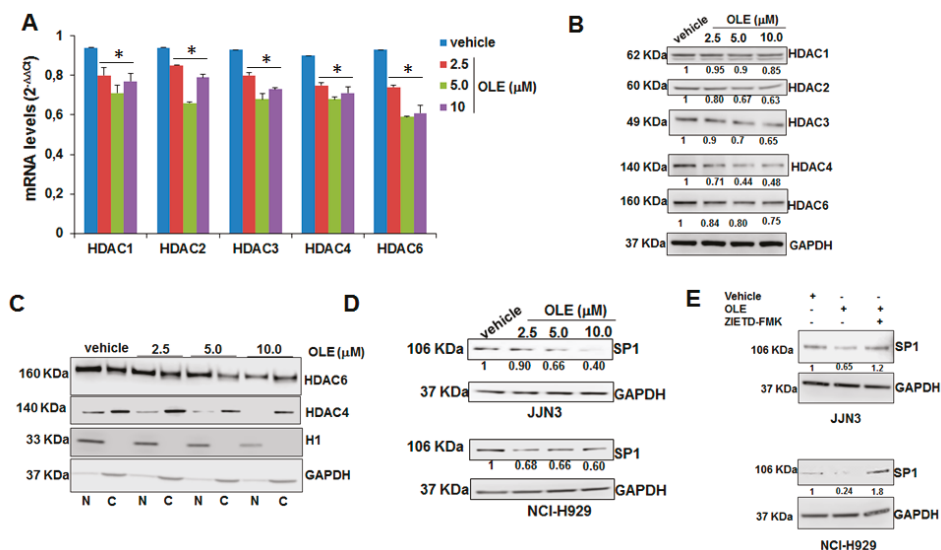 A
mRNA levels (2^-ΔΔCt)
1
0,8
0,6
0,4
0,2
0
* * * * *
HDAC1 HDAC2 HDAC3 HDAC4 HDAC6
vehicle
2.5
5.0 OLE (μM)
10
B
vehicle OLE (μM)
2.5 5.0 10.0
62 KDa HDAC1
1 0.95 0.9 0.85
60 KDa HDAC2
1 0.80 0.67 0.63
49 KDa HDAC3
1 0.9 0.7 0.65
140 KDa HDAC4
1 0.71 0.44 0.48
160 KDa HDAC6
1 0.84 0.80 0.75
37 KDa GAPDH
C
vehicle 2.5 5.0 10.0 OLE (μM)
160 KDa HDAC6
140 KDa HDAC4
33 KDa H1
37 KDa GAPDH
N C N C N C N C
D
vehicle OLE (μM)
2.5 5.0 10.0
106 KDa SP1
1 0.90 0.66 0.40
37 KDa GAPDH
JJN3
106 KDa SP1
1 0.68 0.66 0.60
37 KDa GAPDH
NCI-H929
E
Vehicle + - -
OLE - + +
ZIETD-FMK - - +
106 KDa SP1
1 0.65 1.2
37 KDa GAPDH
JJN3
106 KDa SP1
1 0.24 1.8
37 KDa GAPDH
NCI-H929